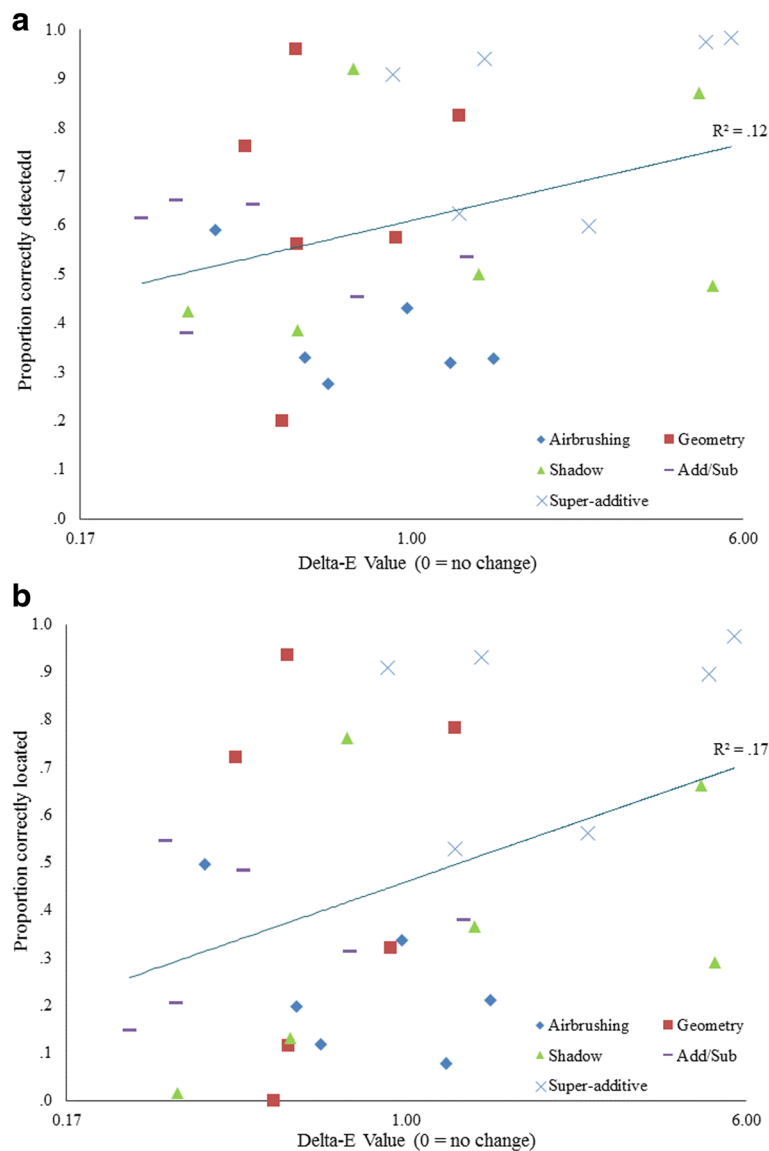 a
1.0
.9
.8
.7
.6
.5
.4
.3
.2
.1
.0
Proportion correctly detectedd
R² = .12
Airbrushing Geometry
Shadow Add/Sub
Super-additive
0.17 1.00 6.00
Delta-E Value (0 = no change)
b
1.0
.9
.8
.7
.6
.5
.4
.3
.2
.1
.0
Proportion correctly located
R² = .17
Airbrushing Geometry
Shadow Add/Sub
Super-additive
0.17 1.00 6.00
Delta-E Value (0 = no change)